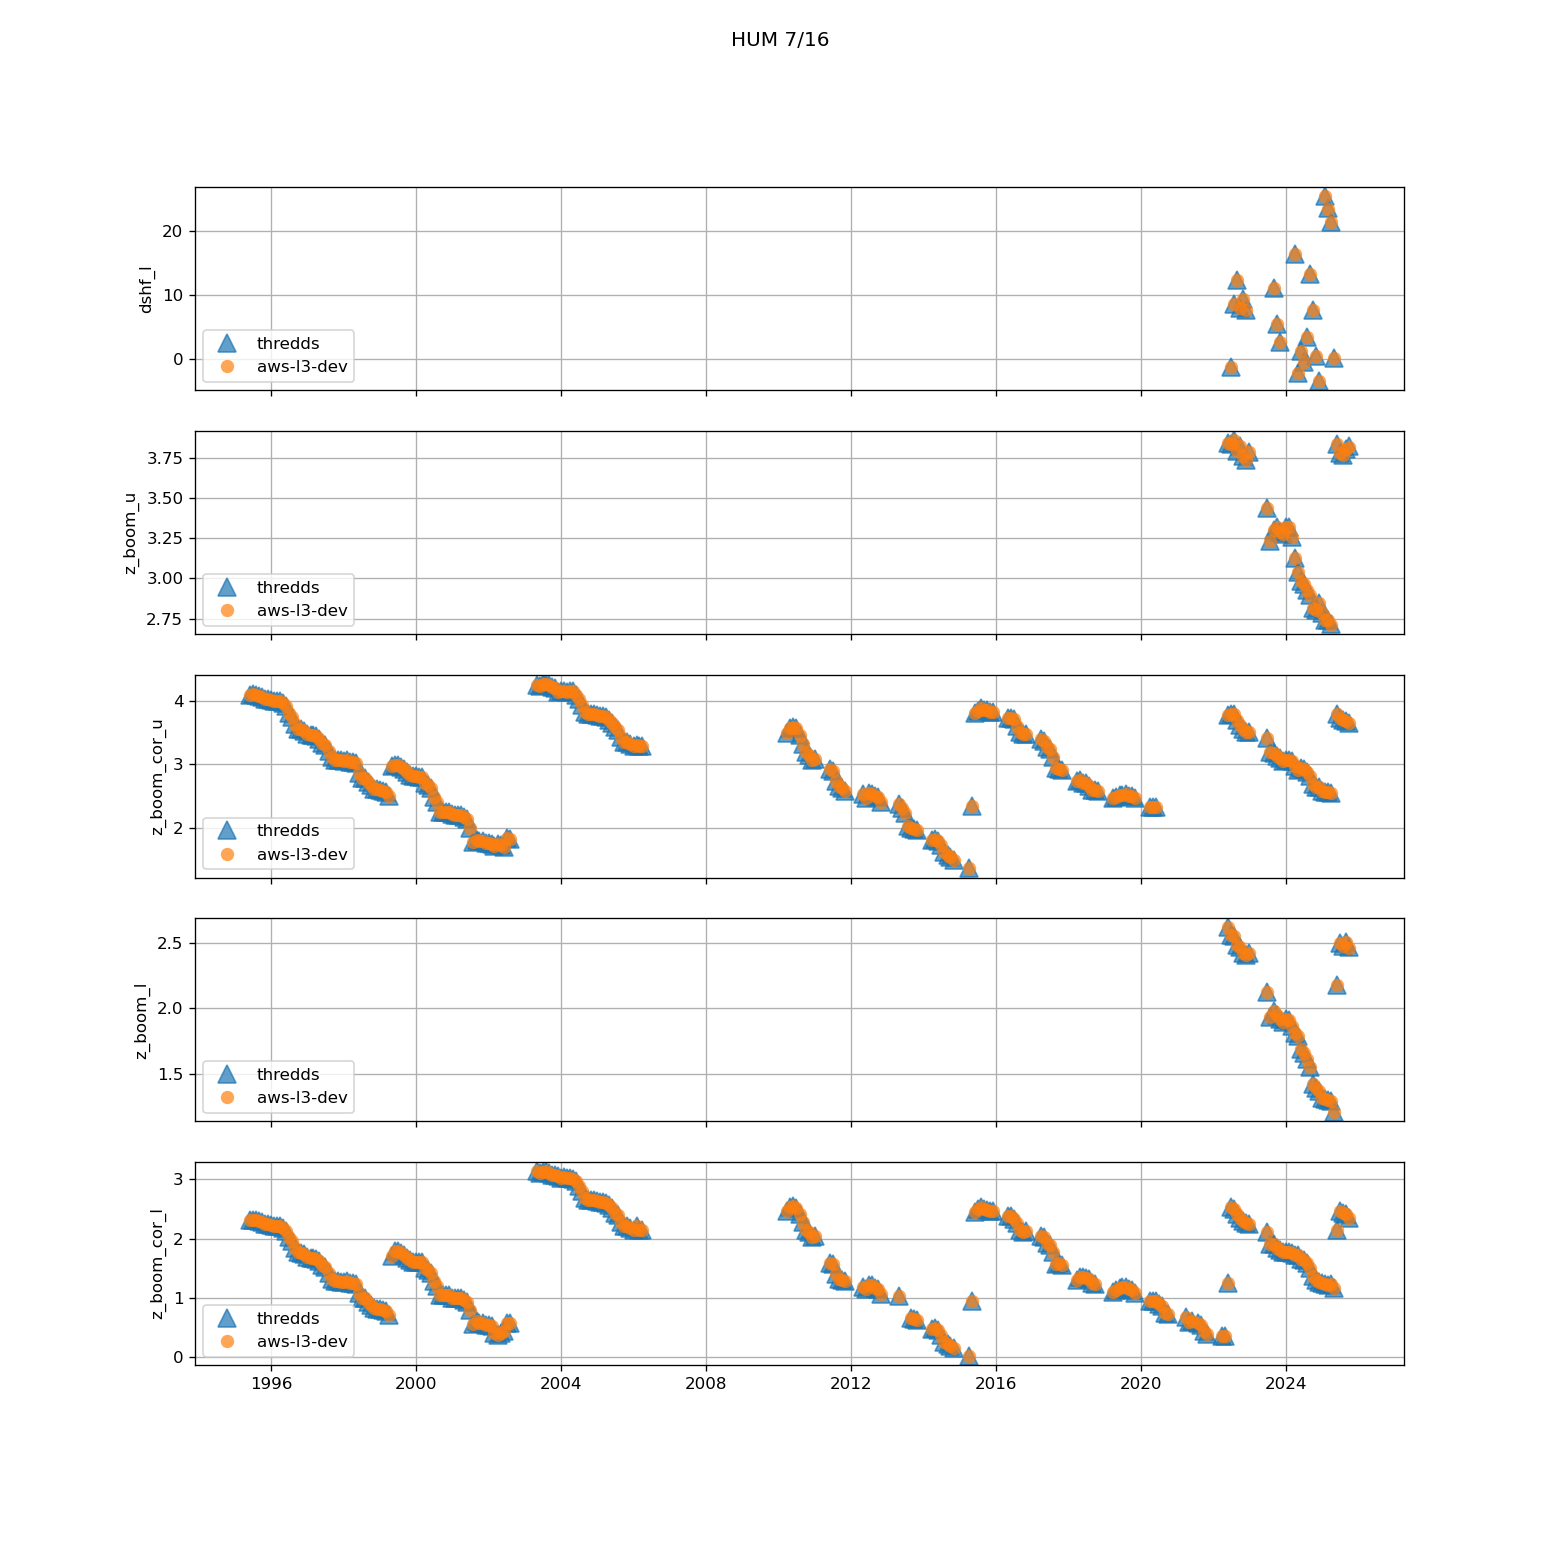 HUM 7/16
dshf_l
20
10
0
thredds
aws-l3-dev
z_boom_u
3.75
3.50
3.25
3.00
2.75
thredds
aws-l3-dev
z_boom_cor_u
4
3
2
thredds
aws-l3-dev
z_boom_l
2.5
2.0
1.5
thredds
aws-l3-dev
z_boom_cor_l
3
2
1
0
thredds
aws-l3-dev
1996 2000 2004 2008 2012 2016 2020 2024